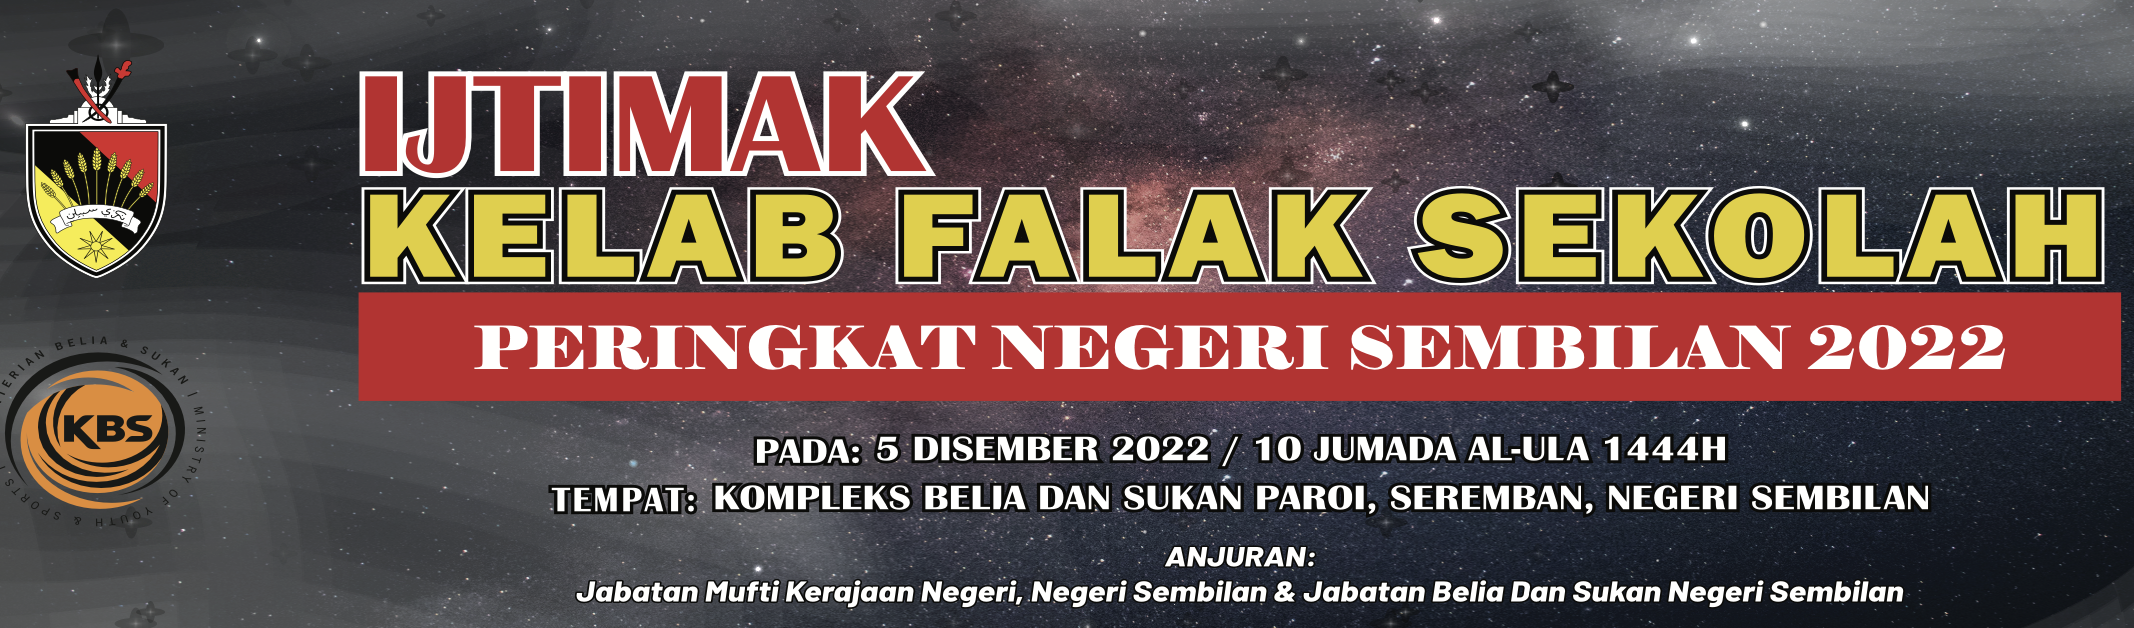 IJTIMAK
KELAB FALAK SEKOLAH
PERINGKAT NEGERI SEMBILAN 2022
PADA: 5 DISEMBER 2022 / 10 JUMADA AL-ULA 1444H
TEMPAT: KOMPLEKS BELIA DAN SUKAN PAROI, SEREMBAN, NEGERI SEMBILAN
ANJURAN:
Jabatan Mufti Kerajaan Negeri, Negeri Sembilan & Jabatan Belia Dan Sukan Negeri Sembilan
نكري سمبيلن
BELIA & SUKAN | MINISTRY OF YOUTH & SPORTS |
KBS